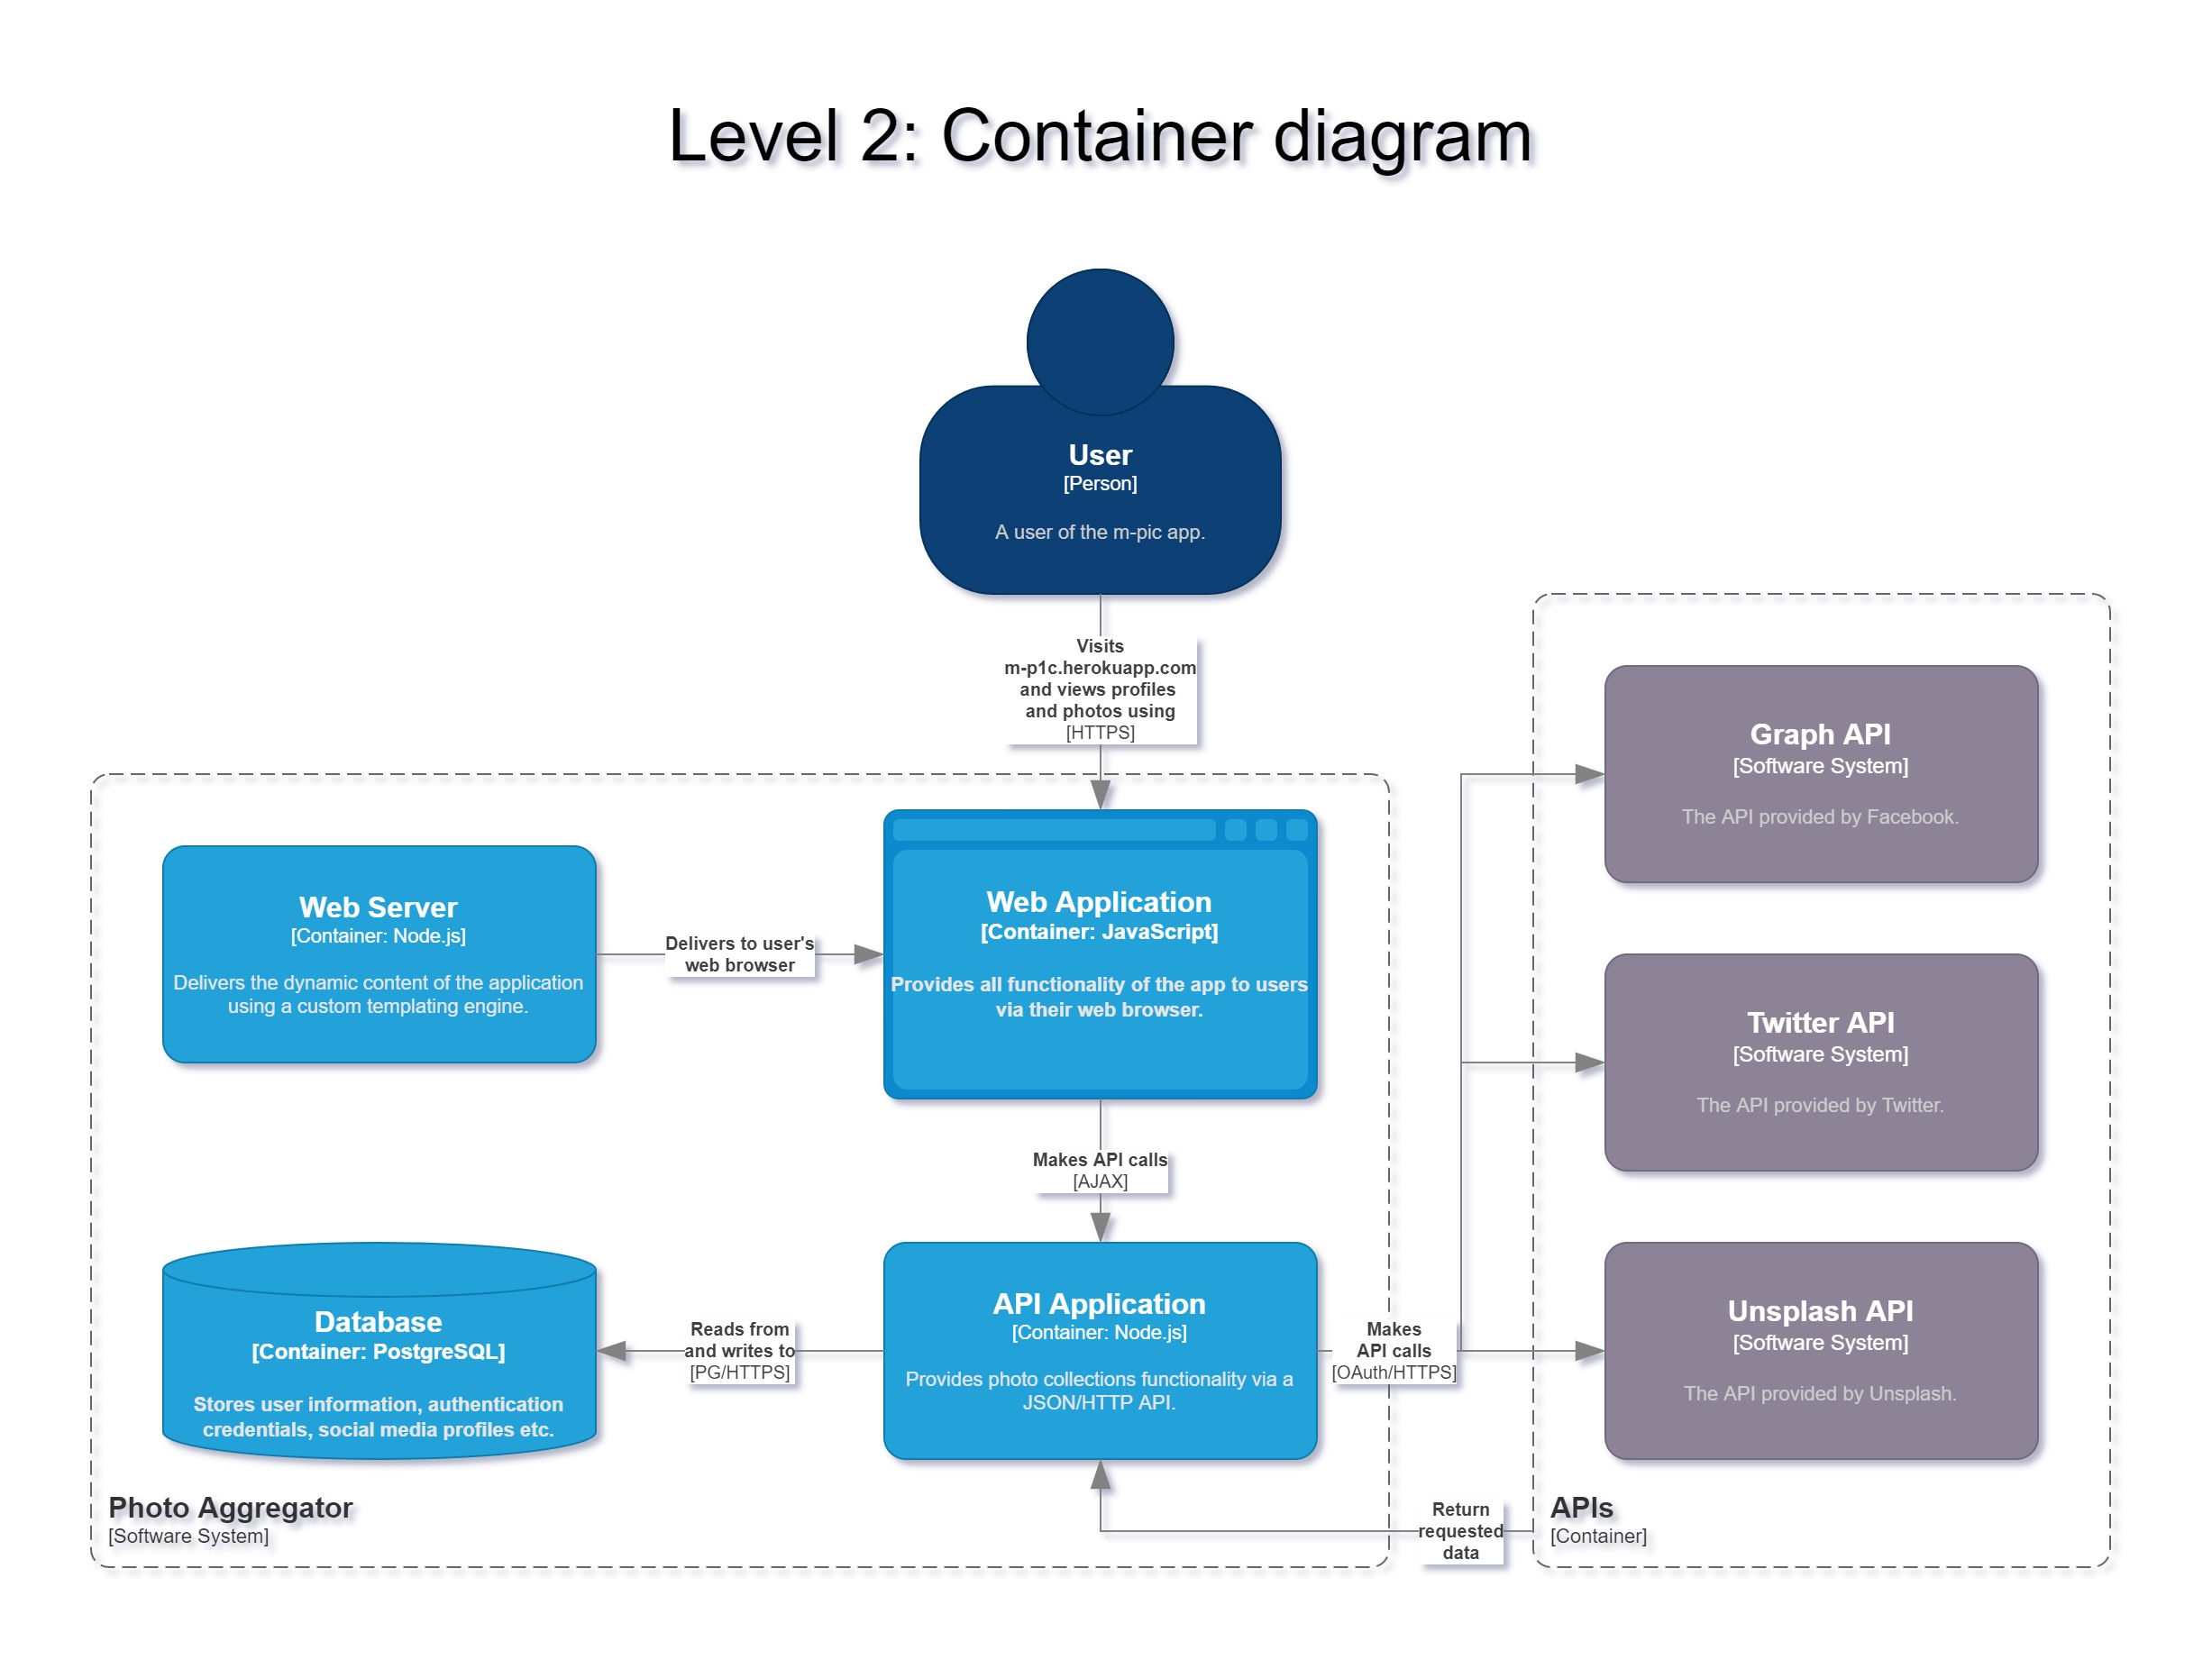 Level 2: Container diagram
User
[Person]
A user of the m-pic app.
Visits
m-p1c.herokuapp.com
and views profiles
and photos using
[HTTPS]
Web Server
[Container: Node.js]
Delivers the dynamic content of the application
using a custom templating engine.
Delivers to user's
web browser
Web Application
[Container: JavaScript]
Provides all functionality of the app to users
via their web browser.
Makes API calls
[AJAX]
Database
[Container: PostgreSQL]
Stores user information, authentication
credentials, social media profiles etc.
Reads from
and writes to
[PG/HTTPS]
API Application
[Container: Node.js]
Provides photo collections functionality via a
JSON/HTTP API.
Makes
API calls
[OAuth/HTTPS]
Photo Aggregator
[Software System]
Graph API
[Software System]
The API provided by Facebook.
Twitter API
[Software System]
The API provided by Twitter.
Unsplash API
[Software System]
The API provided by Unsplash.
Return
requested
data
APIs
[Container]